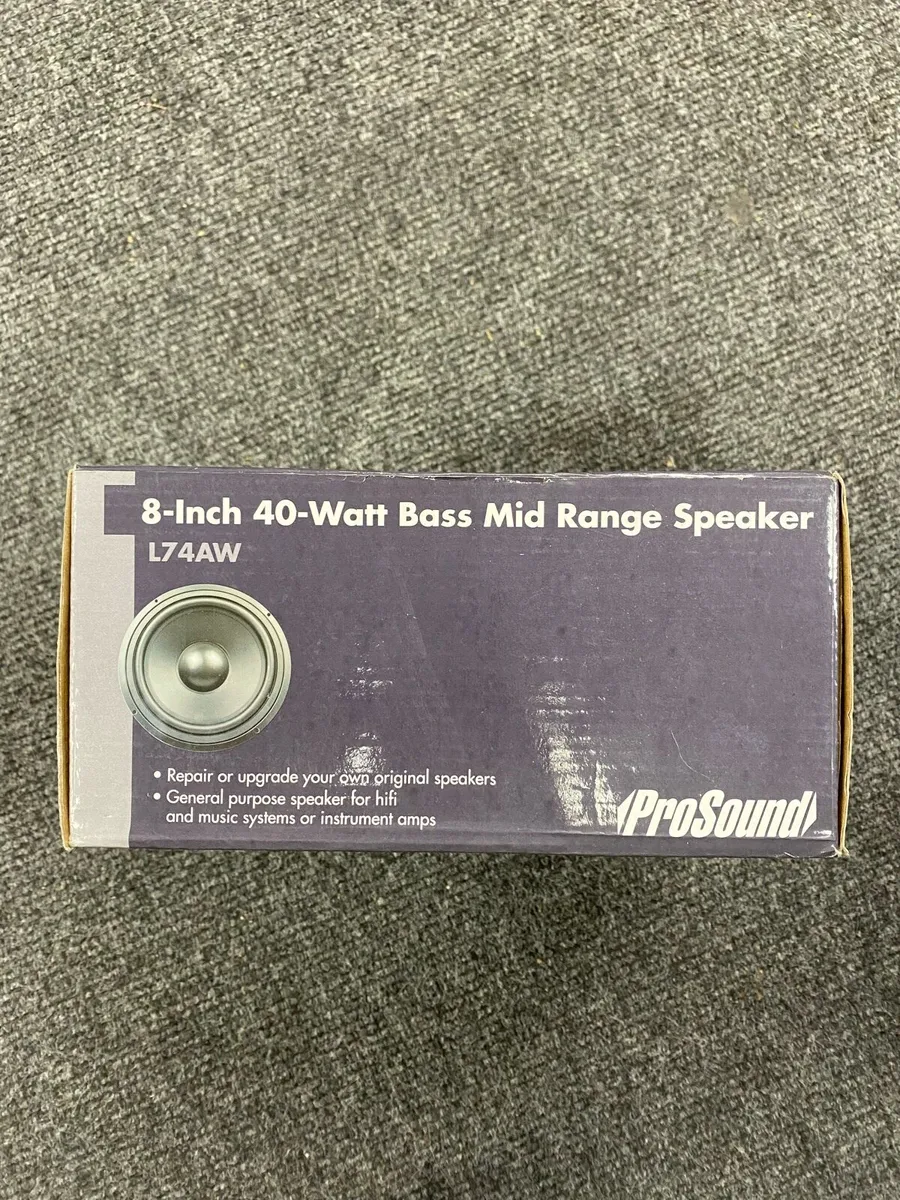 8-Inch 40-Watt Bass Mid Range Speaker
L74AW
• Repair or upgrade your own original speakers
• General purpose speaker for hifi
and music systems or instrument amps
ProSound